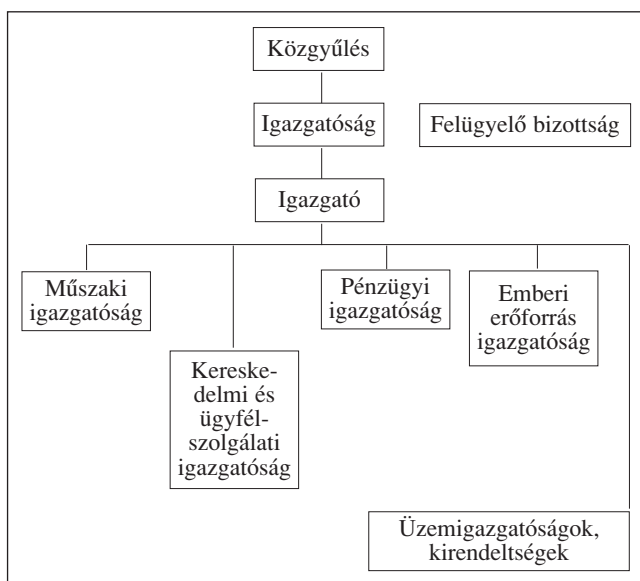 Közgyűlés
Igazgatóság
Felügyelő bizottság
Igazgató
Műszaki
igazgatóság
Pénzügyi
igazgatóság
Emberi
erőforrás
igazgatóság
Kereske-
delmi és
ügyfél-
szolgálati
igazgatóság
Üzemigazgatóságok,
kirendeltségek